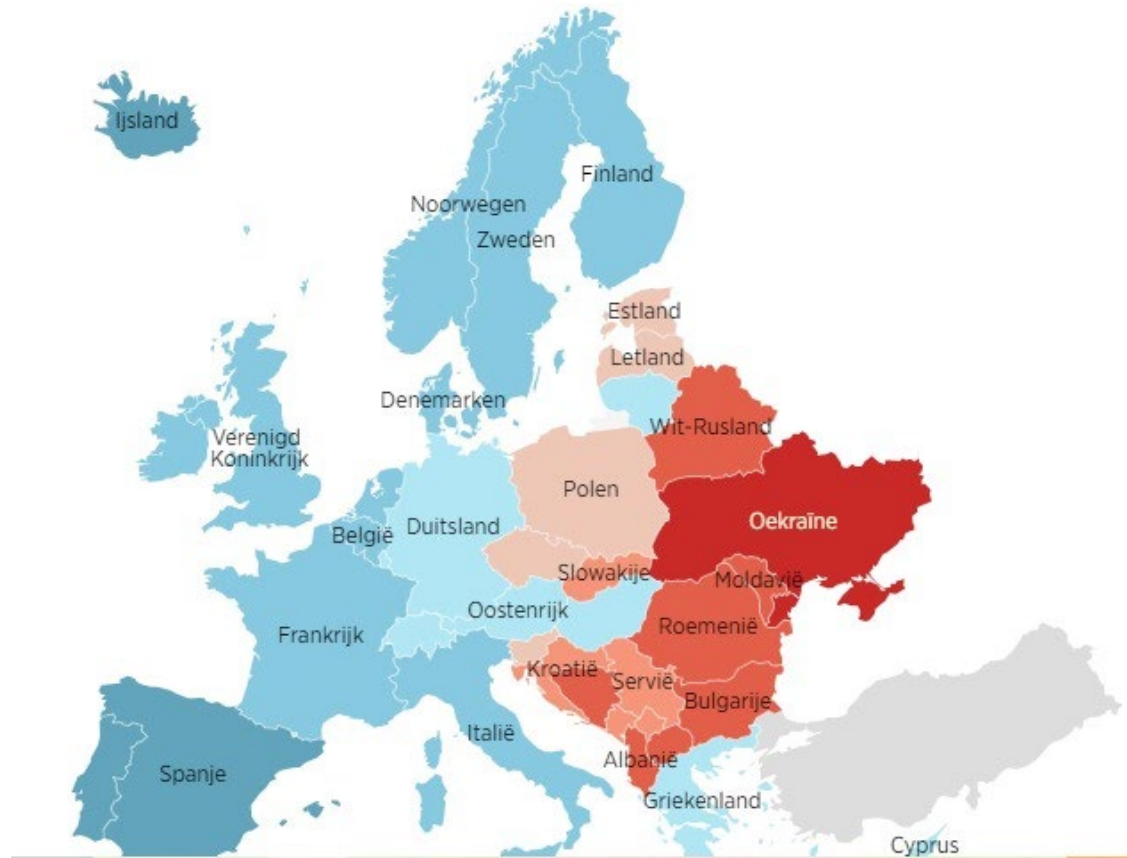 Ijsland
Finland
Noorwegen
Zweden
Estland
Letland
Denemarken
Wit-Rusland
Verenigd
Koninkrijk
Polen
Oekraïne
Duitsland
België
Slowakije
Moldavië
Oostenrijk
Frankrijk
Roemenië
Kroatië
Servië
Bulgarije
Italië
Albanië
Spanje
Griekenland
Cyprus